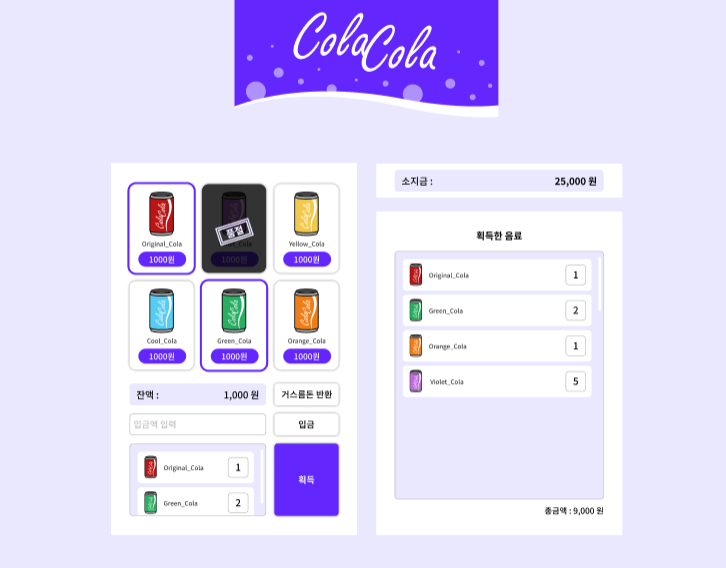 ColaCola
Original_Cola
1000원
품절
1000원
Yellow_Cola
1000원
Cool_Cola
1000원
Green_Cola
1000원
Orange_Cola
1000원
잔액 :
1,000 원
거스름돈 반환
입금액 입력
입금
Original_Cola
1
Green_Cola
2
획득
소지금 :
25,000 원
획득한 음료
Original_Cola
1
Green_Cola
2
Orange_Cola
1
Violet_Cola
5
총금액 : 9,000 원